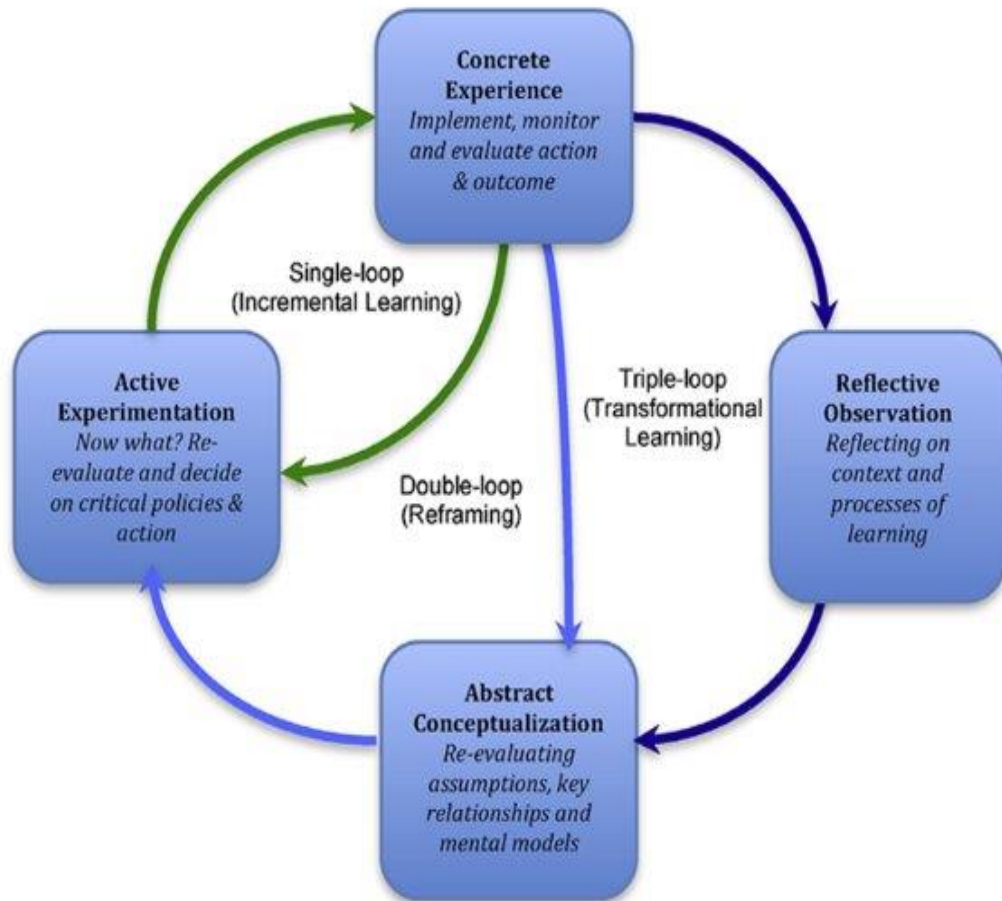 Concrete
Experience
Implement, monitor
and evaluate action
& outcome
Single-loop
(Incremental Learning)
Active
Experimentation
Now what? Re-
evaluate and decide
on critical policies &
action
Triple-loop
(Transformational
Learning)
Reflective
Observation
Reflecting on
context and
processes of
learning
Double-loop
(Reframing)
Abstract
Conceptualization
Re-evaluating
assumptions, key
relationships and
mental models